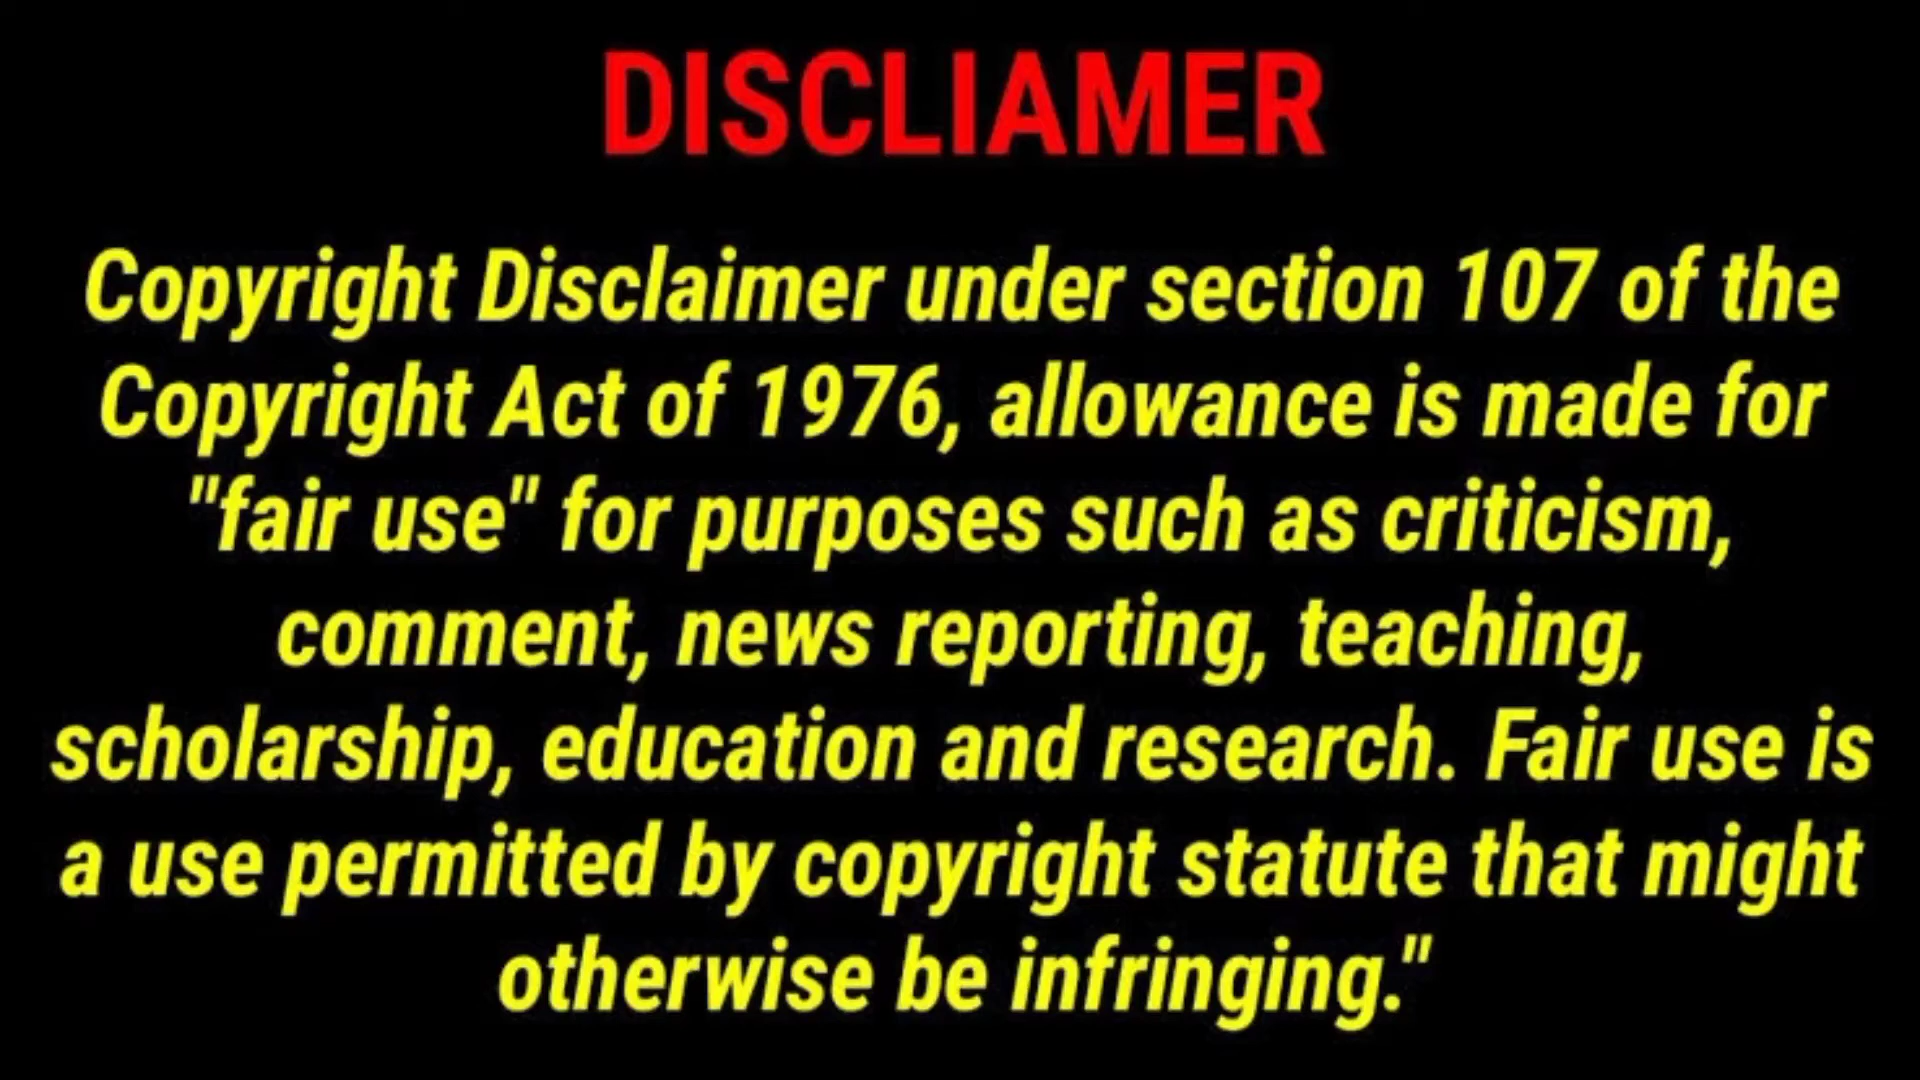 DISCLIAMER
Copyright Disclaimer under section 107 of the
Copyright Act of 1976, allowance is made for
"fair use" for purposes such as criticism,
comment, news reporting, teaching,
scholarship, education and research. Fair use is
a use permitted by copyright statute that might
otherwise be infringing."